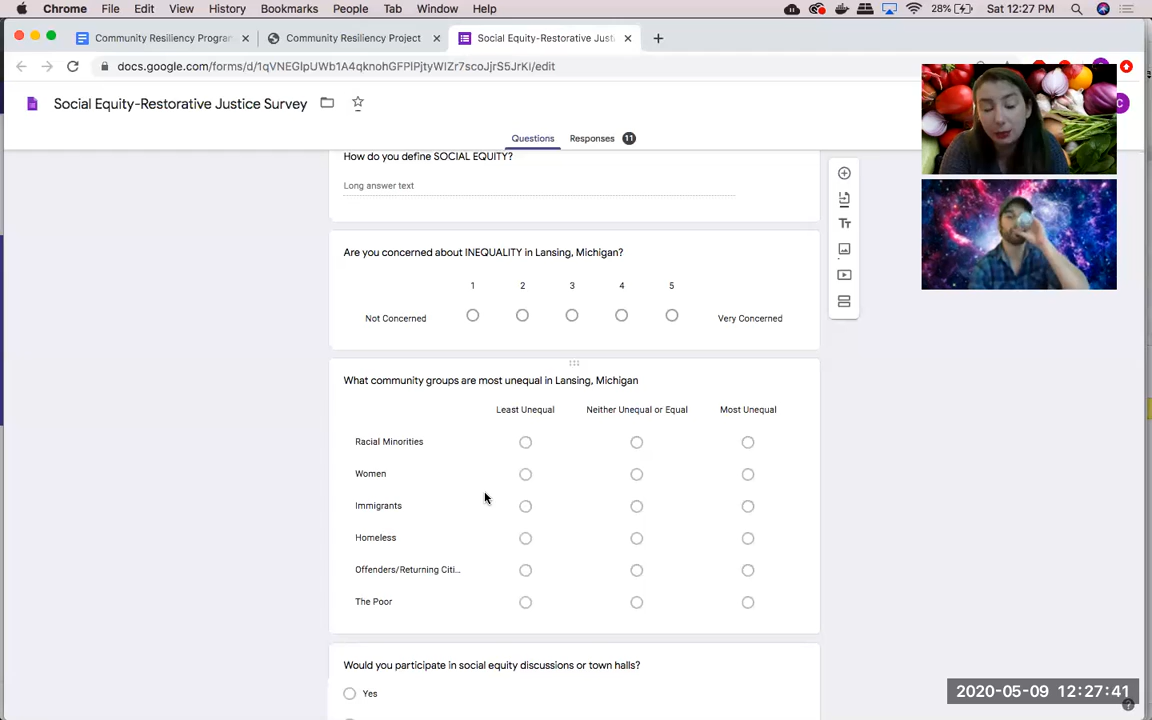 Chrome File Edit View History Bookmarks People Tab Window Help 28% Sat 12:27 PM
Community Resiliency Program Community Resiliency Project Social Equity-Restorative Just
docs.google.com/forms/d/1qVNEGlpUWb1A4qknohGFPlPjtyWIZr7scoJjrS5JrKi/edit
Social Equity-Restorative Justice Survey
C
Questions Responses 11
How do you define SOCIAL EQUITY?
Long answer text
Are you concerned about INEQUALITY in Lansing, Michigan?
1 2 3 4 5
Not Concerned Very Concerned
What community groups are most unequal in Lansing, Michigan
Least Unequal Neither Unequal or Equal Most Unequal
Racial Minorities
Women
Immigrants
Homeless
Offenders/Returning Citi...
The Poor
Would you participate in social equity discussions or town halls?
Yes
2020-05-09 12:27:41